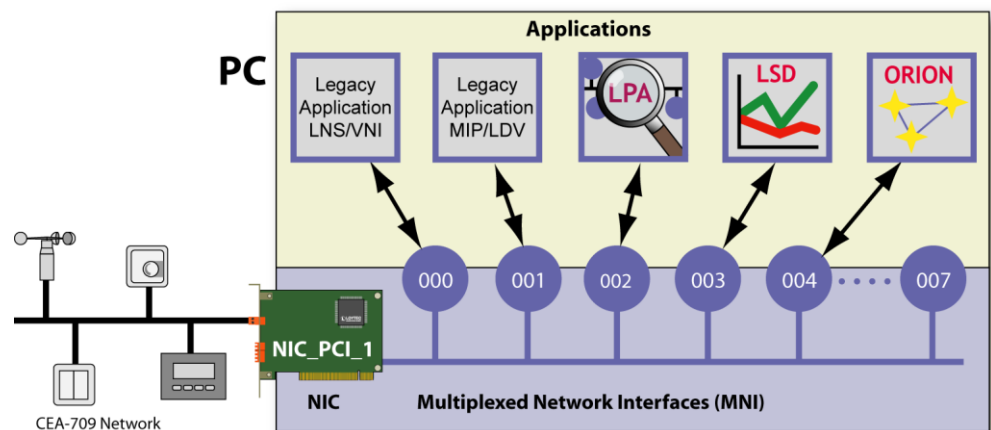 Applications
PC
Legacy
Application
LNS/VNI
Legacy
Application
MIP/LDV
LPA
LSD
ORION
000
001
002
003
004
007
NIC_PCI_1
NIC
Multiplexed Network Interfaces (MNI)
CEA-709 Network